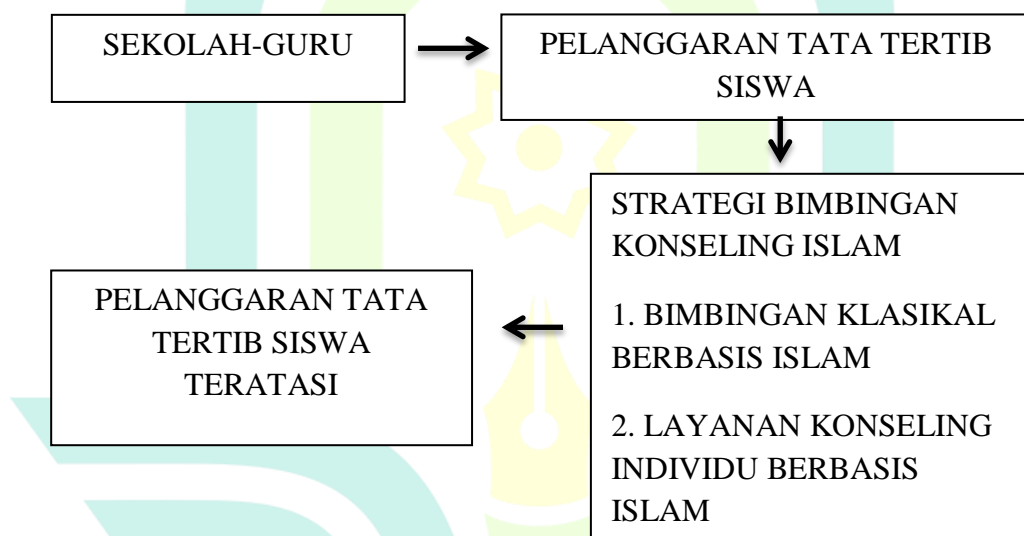 SEKOLAH-GURU
PELANGGARAN TATA TERTIB
SISWA
STRATEGI BIMBINGAN
KONSELING ISLAM
1. BIMBINGAN KLASIKAL
BERBASIS ISLAM
2. LAYANAN KONSELING
INDIVIDU BERBASIS
ISLAM
PELANGGARAN TATA
TERTIB SISWA
TERATASI